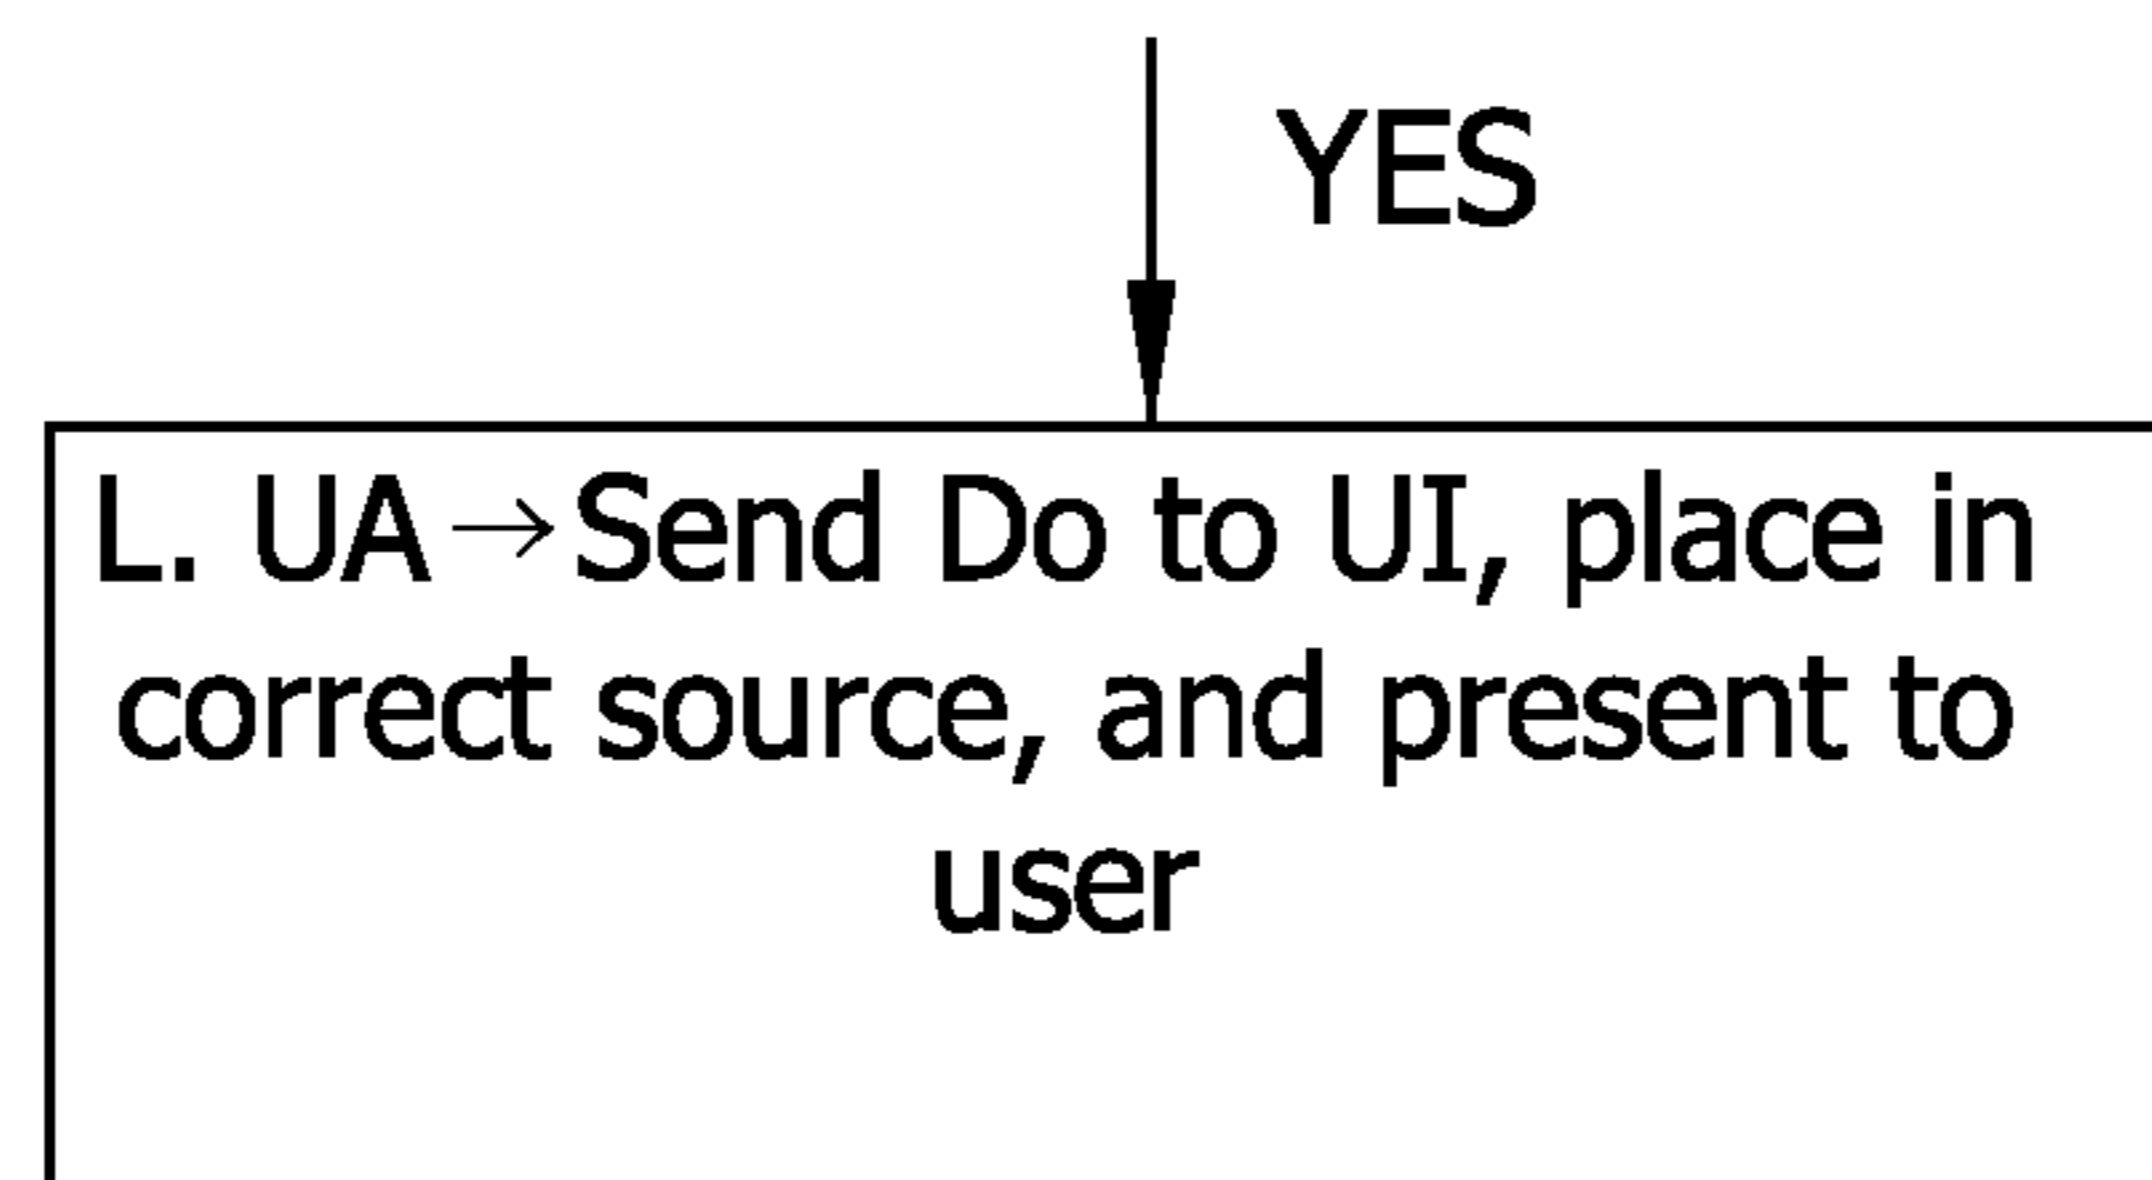 YES
L. UA→Send Do to UI, place in
correct source, and present to
user